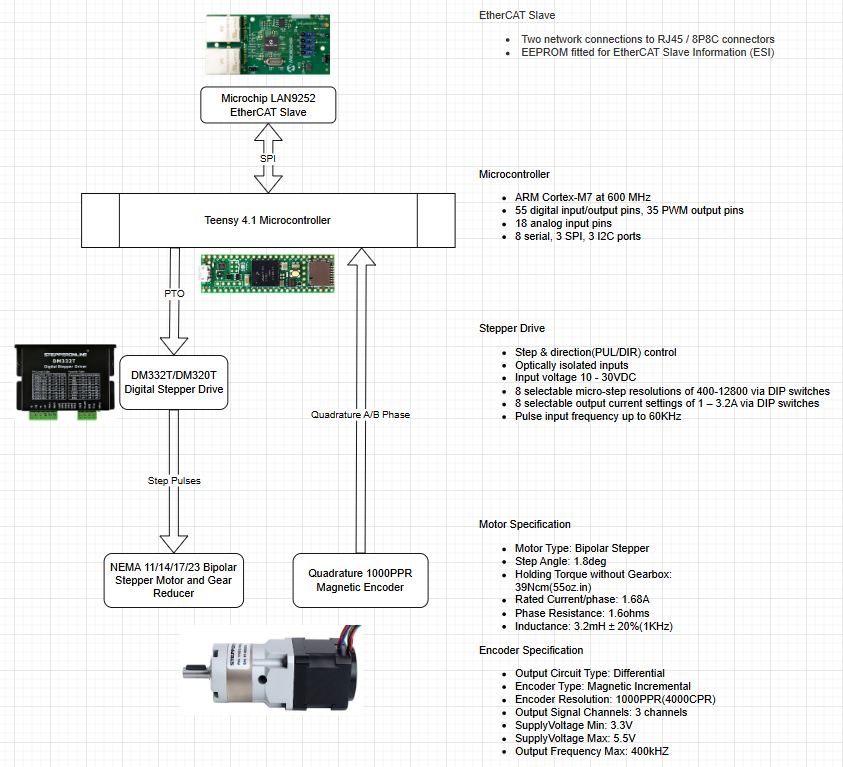 EtherCAT Slave
Two network connections to RJ45 / 8P8C connectors
EEPROM fitted for EtherCAT Slave Information (ESI)
Microchip LAN9252
EtherCAT Slave
SPI
Microcontroller
ARM Cortex-M7 at 600 MHz
55 digital input/output pins, 35 PWM output pins
18 analog input pins
8 serial, 3 SPI, 3 I2C ports
Teensy 4.1 Microcontroller
PTO
Stepper Drive
Step & direction(PUL/DIR) control
Optically isolated inputs
Input voltage 10 - 30VDC
8 selectable micro-step resolutions of 400-12800 via DIP switches
8 selectable output current settings of 1 – 3.2A via DIP switches
Pulse input frequency up to 60KHz
STEPPERONLINE
DM332T
Digital Stepper Driver
DM332T/DM320T
Digital Stepper Drive
Quadrature A/B Phase
Step Pulses
Motor Specification
Motor Type: Bipolar Stepper
Step Angle: 1.8deg
Holding Torque without Gearbox:
39Ncm(55oz.in)
Rated Current/phase: 1.68A
Phase Resistance: 1.6ohms
Inductance: 3.2mH ± 20%(1KHz)
NEMA 11/14/17/23 Bipolar
Stepper Motor and Gear
Reducer
Quadrature 1000PPR
Magnetic Encoder
Encoder Specification
Output Circuit Type: Differential
Encoder Type: Magnetic Incremental
Encoder Resolution: 1000PPR(4000CPR)
Output Signal Channels: 3 channels
SupplyVoltage Min: 3.3V
SupplyVoltage Max: 5.5V
Output Frequency Max: 400kHZ